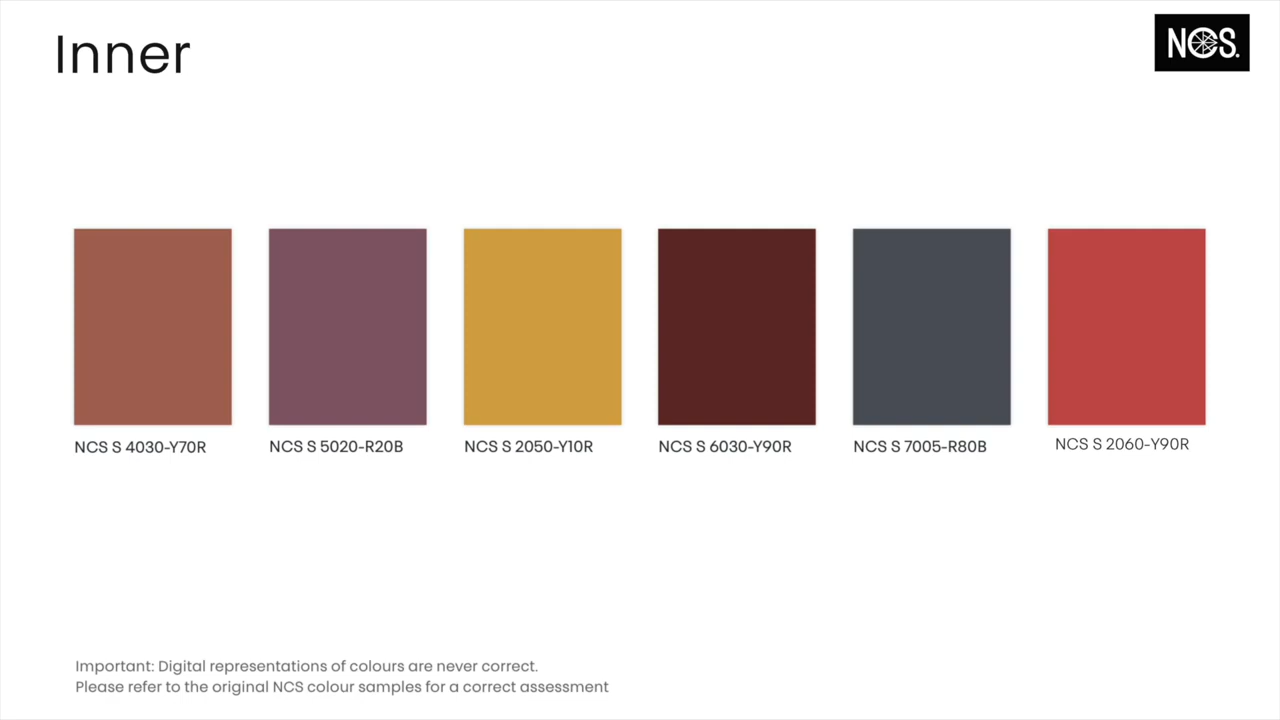 Inner
NCS.
NCS S 4030-Y70R
NCS S 5020-R20B
NCS S 2050-Y10R
NCS S 6030-Y90R
NCS S 7005-R80B
NCS S 2060-Y90R
Important: Digital representations of colours are never correct.
Please refer to the original NCS colour samples for a correct assessment